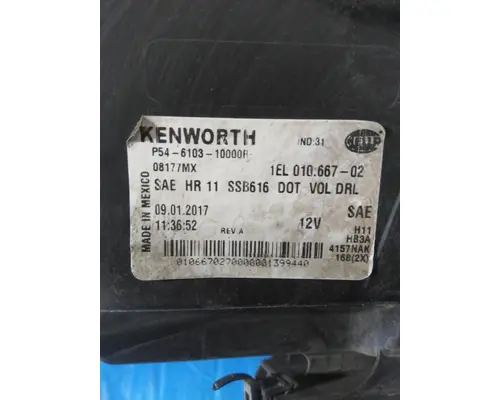 KENWORTH
IND:31
HELLA
P54-6103-10000R
08177MX
1EL 010.667-02
SAE HR 11 SSB616 DOT VOL DRL
MADE IN MEXICO
09.01.2017
12V
SAE
11:36:52
REV A
H11
HB3A
4157NAK
168(2X)
0106670270000001399440